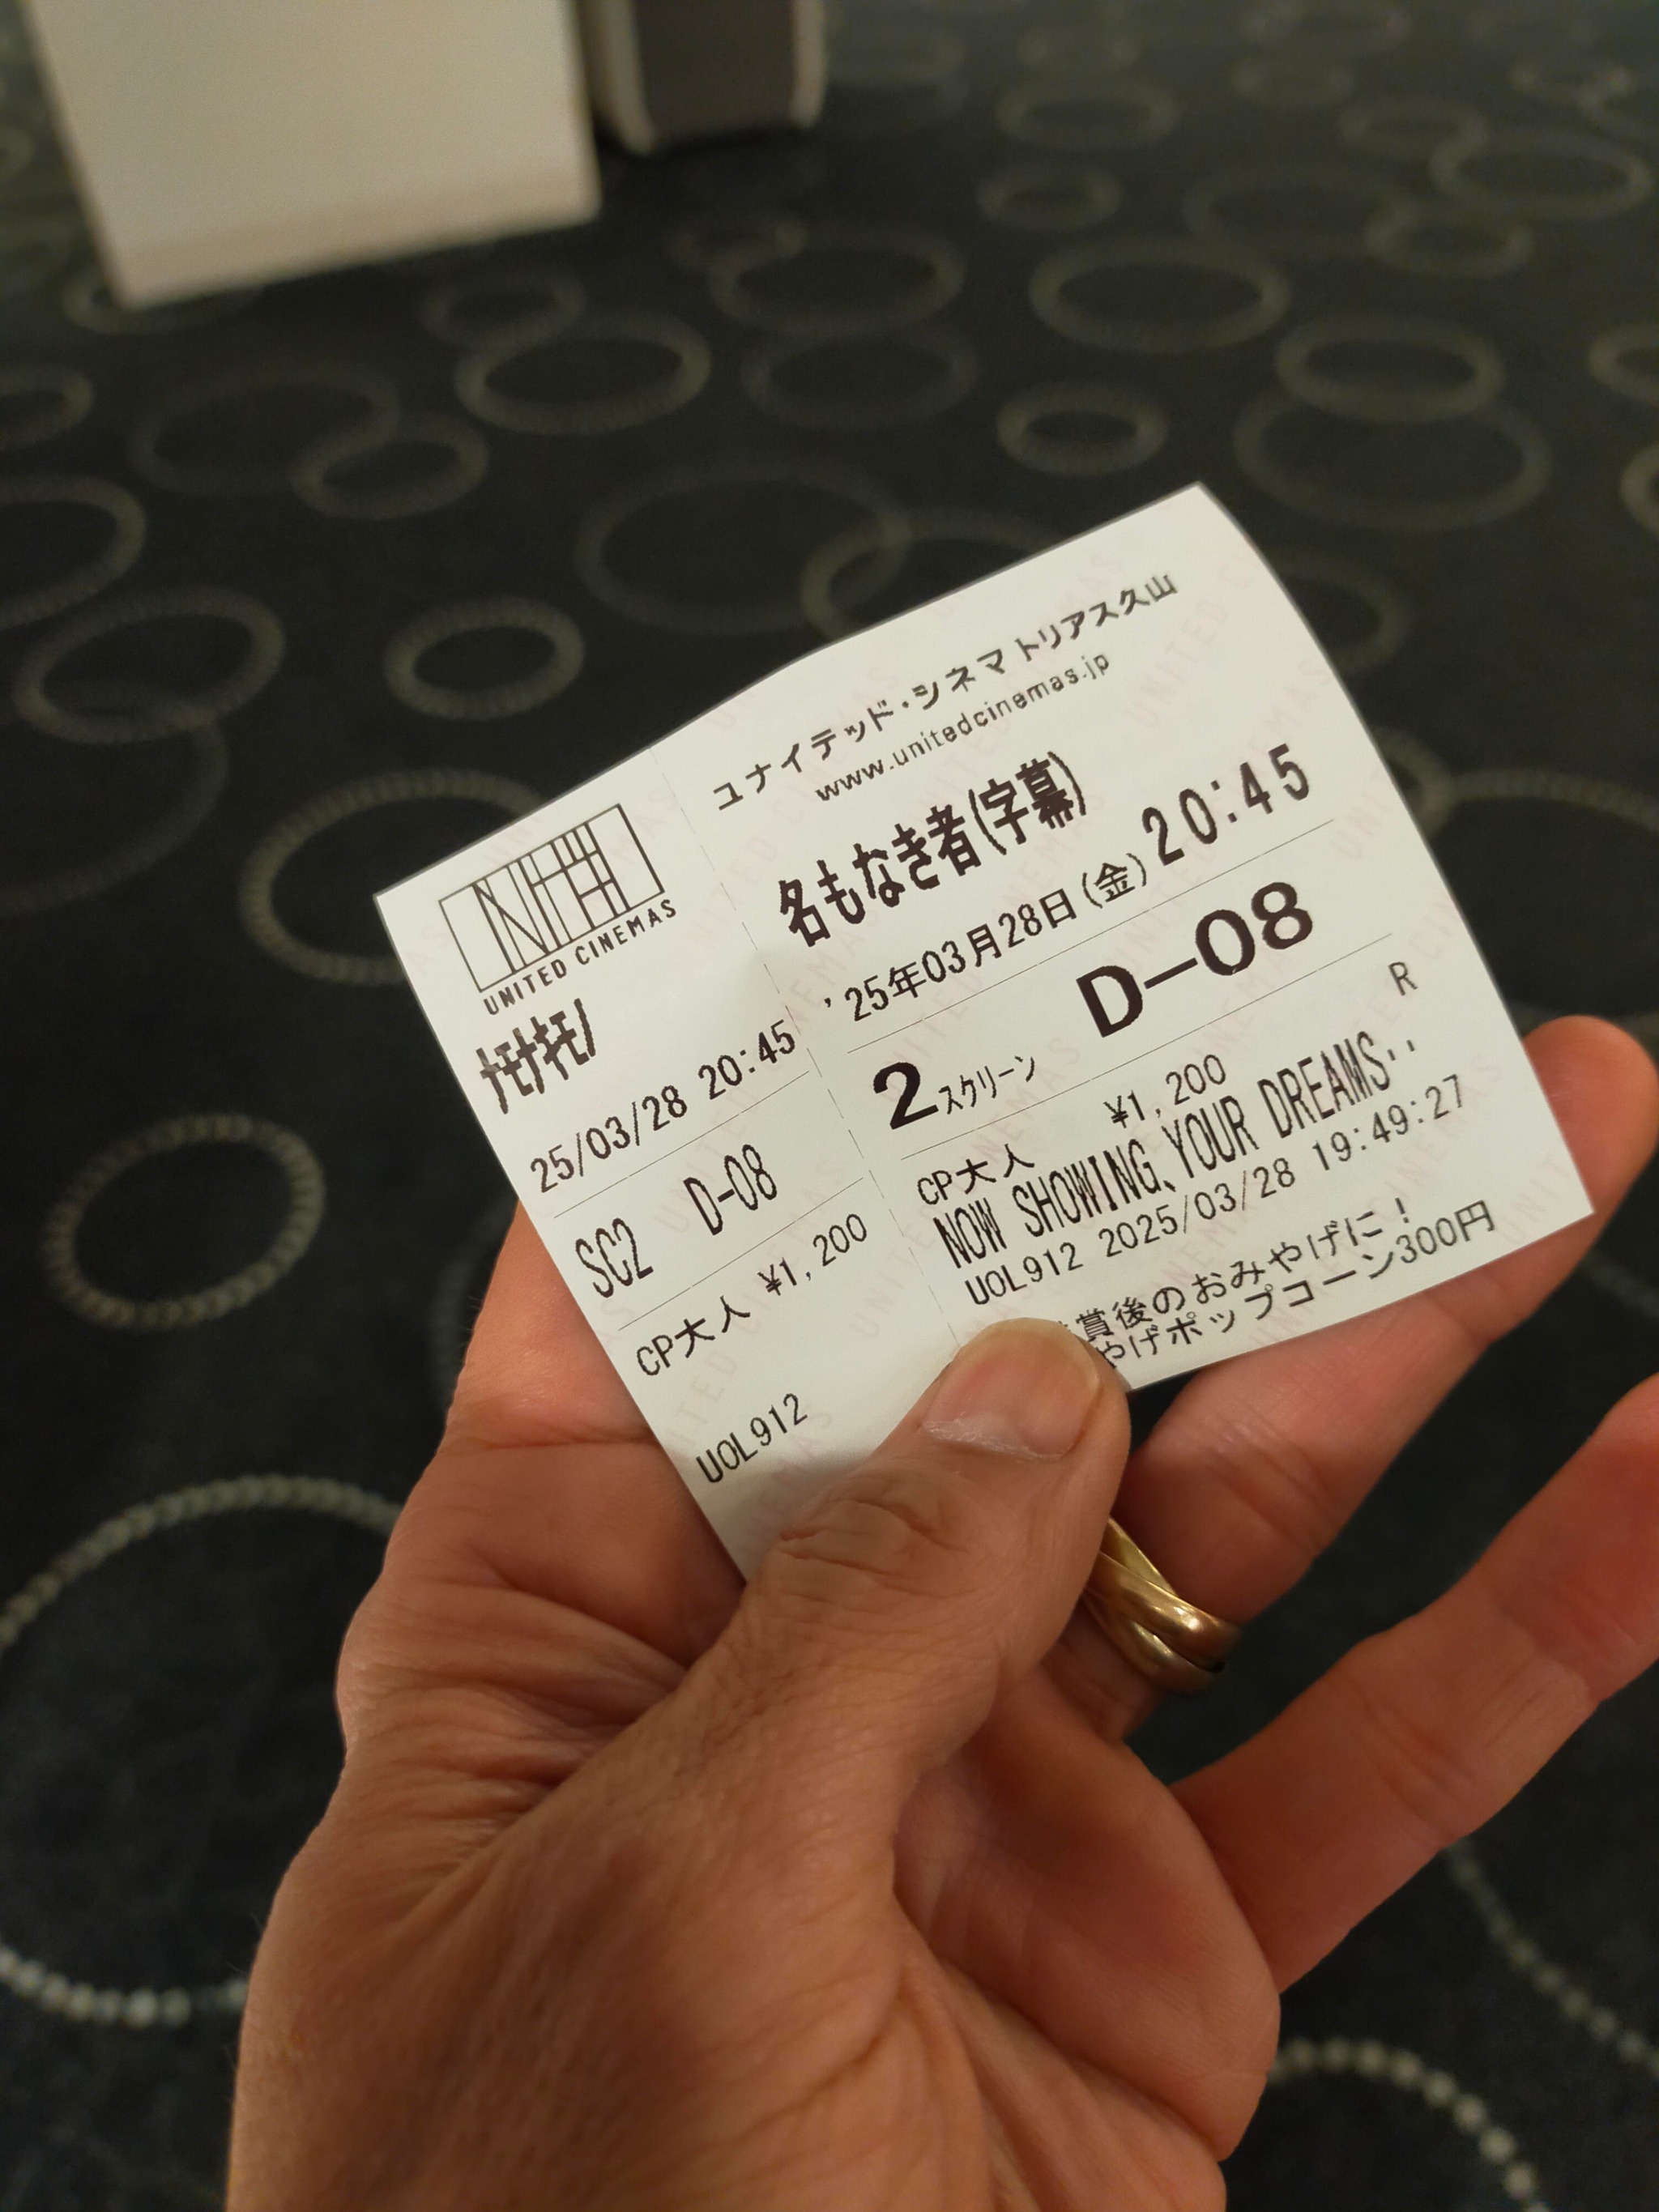 UNITED
UNITED CINEMAS
ナモナキモノ
25/03/28 20:45
SC2 D-08
CP大人 ¥1,200
UOL912
ユナイテッド・シネマ トリアス久山
www.unitedcinemas.jp
名もなき者(字幕)
'25年03月28日(金) 20:45
2スクリーン D-08
R
CP大人 ¥1,200
NOW SHOWING、YOUR DREAMS..
UOL912 2025/03/28 19:49:27
賞後のおみやげに!
やげポップコーン300円